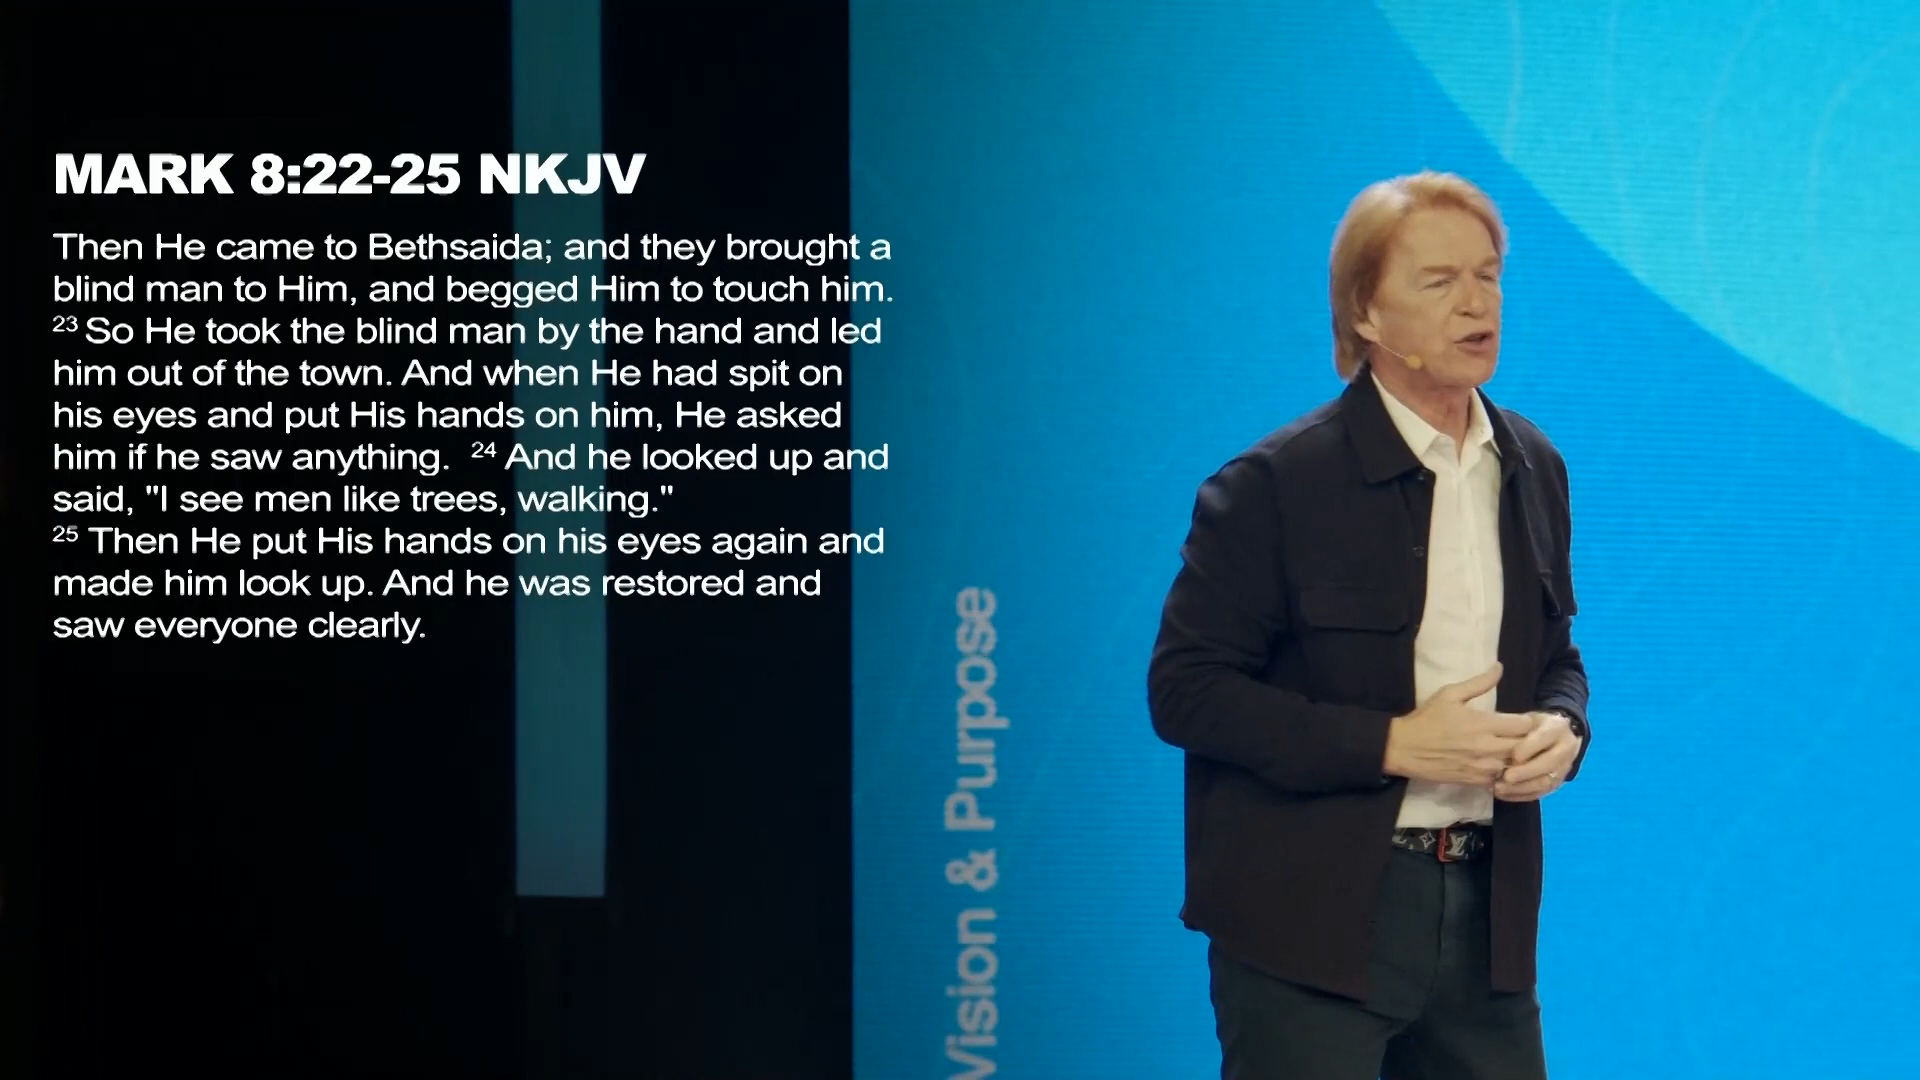 MARK 8:22-25 NKJV
Then He came to Bethsaida; and they brought a
blind man to Him, and begged Him to touch him.
23 So He took the blind man by the hand and led
him out of the town. And when He had spit on
his eyes and put His hands on him, He asked
him if he saw anything. 24 And he looked up and
said, "I see men like trees, walking."
25 Then He put His hands on his eyes again and
made him look up. And he was restored and
saw everyone clearly.
Vision & Purpose
LV